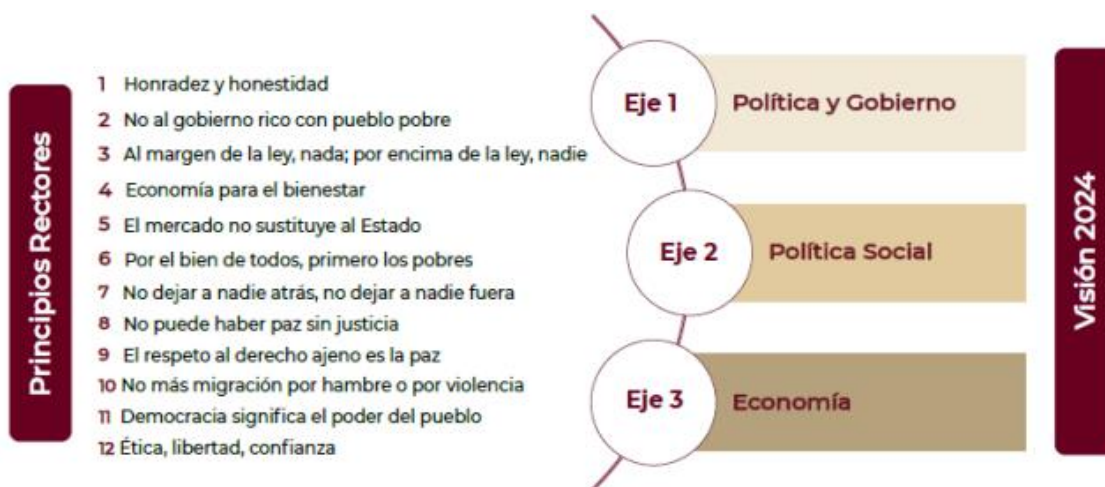 Principios Rectores
1 Honradez y honestidad
2 No al gobierno rico con pueblo pobre
3 Al margen de la ley, nada; por encima de la ley, nadie
4 Economía para el bienestar
5 El mercado no sustituye al Estado
6 Por el bien de todos, primero los pobres
7 No dejar a nadie atrás, no dejar a nadie fuera
8 No puede haber paz sin justicia
9 El respeto al derecho ajeno es la paz
10 No más migración por hambre o por violencia
11 Democracia significa el poder del pueblo
12 Ética, libertad, confianza
Eje 1
Política y Gobierno
Eje 2
Política Social
Eje 3
Economía
Visión 2024